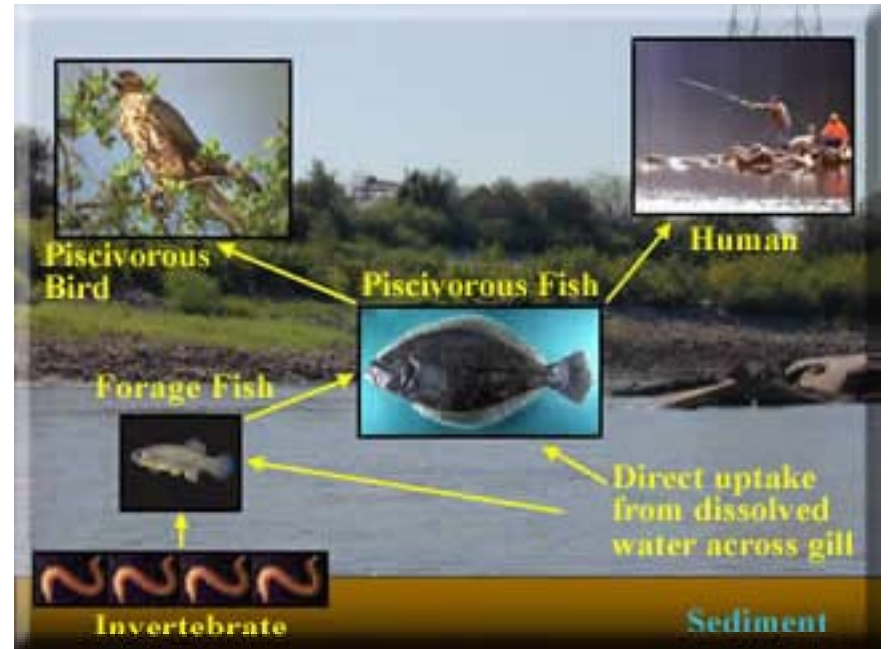 Piscivorous
Bird
Human
Piscivorous Fish
Forage Fish
Direct uptake
from dissolved
water across gill
Invertebrate
Sediment